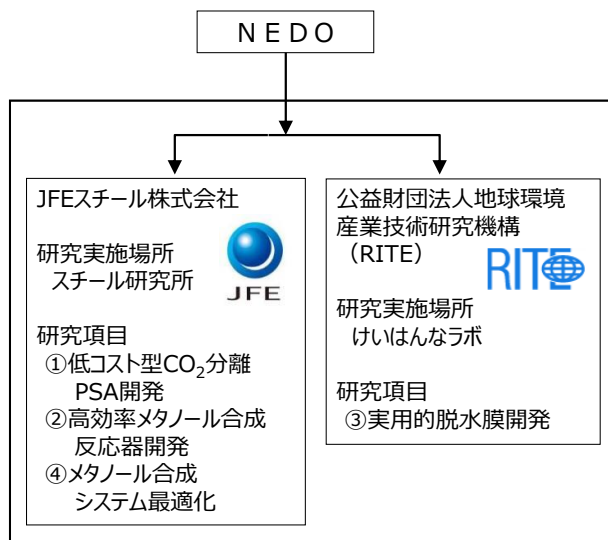 ＮＥＤＯ
JFEスチール株式会社
研究実施場所
スチール研究所
JFE
研究項目
①低コスト型CO₂分離
PSA開発
②高効率メタノール合成
反応器開発
④メタノール合成
システム最適化
公益財団法人地球環境
産業技術研究機構
（RITE）
RITE
研究実施場所
けいはんなラボ
研究項目
③実用的脱水膜開発